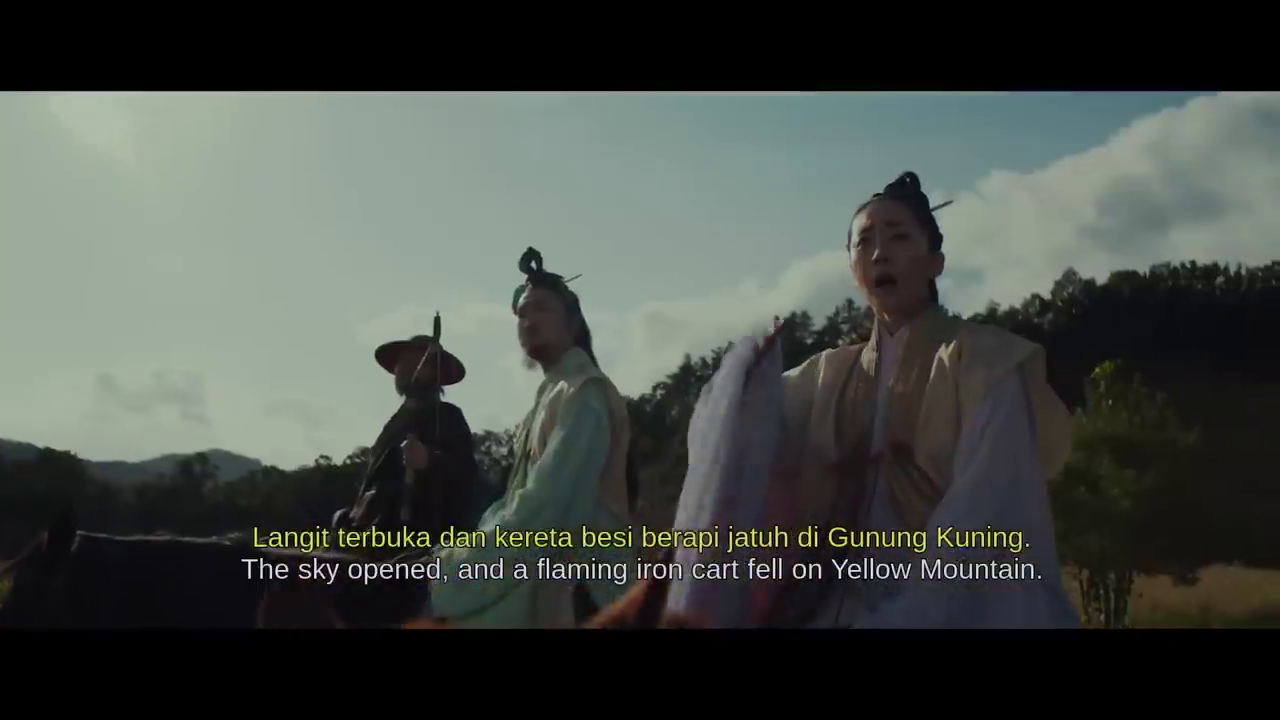 Langit terbuka dan kereta besi berapi jatuh di Gunung Kuning.
The sky opened, and a flaming iron cart fell on Yellow Mountain.